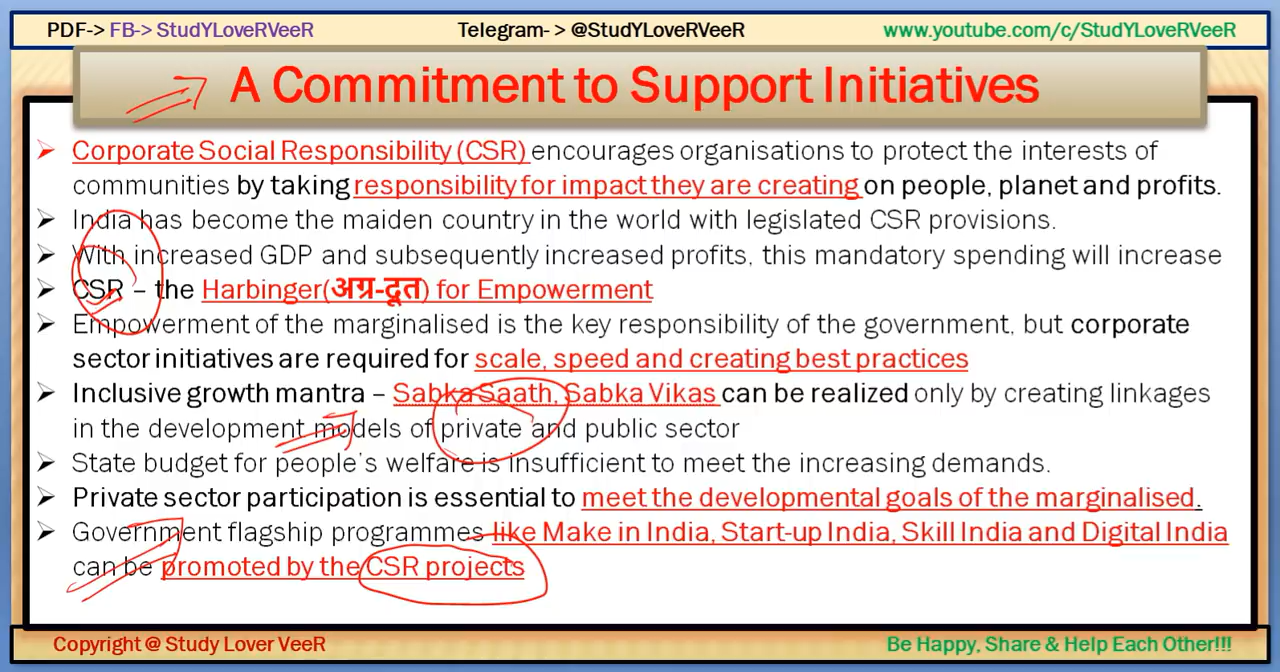 PDF-> FB-> StudYLoveRVeeR
Telegram- > @StudYLoveRVeeR
www.youtube.com/c/StudYLoveRVeeR
A Commitment to Support Initiatives
➤ Corporate Social Responsibility (CSR) encourages organisations to protect the interests of
communities by taking responsibility for impact they are creating on people, planet and profits.
➤ India has become the maiden country in the world with legislated CSR provisions.
➤ With increased GDP and subsequently increased profits, this mandatory spending will increase
➤ CSR – the Harbinger(अग्र-दूत) for Empowerment
➤ Empowerment of the marginalised is the key responsibility of the government, but corporate
sector initiatives are required for scale, speed and creating best practices
➤ Inclusive growth mantra – Sabka Saath, Sabka Vikas can be realized only by creating linkages
in the development models of private and public sector
➤ State budget for people's welfare is insufficient to meet the increasing demands.
➤ Private sector participation is essential to meet the developmental goals of the marginalised.
➤ Government flagship programmes like Make in India, Start-up India, Skill India and Digital India
can be promoted by the CSR projects
Copyright @ Study Lover VeeR
Be Happy, Share & Help Each Other!!!